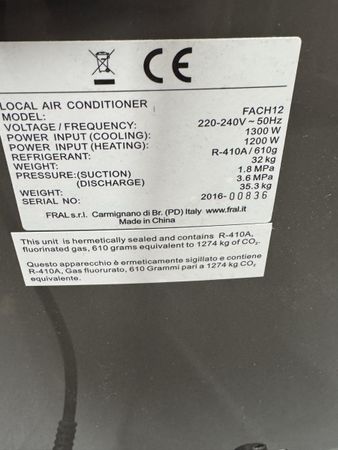 CE
LOCAL AIR CONDITIONER
MODEL: FACH12
VOLTAGE / FREQUENCY: 220-240V ~ 50Hz
POWER INPUT (COOLING): 1300 W
POWER INPUT (HEATING): 1200 W
REFRIGERANT: R-410A / 610g
WEIGHT: 32 kg
PRESSURE: (SUCTION) 1.8 MPa
(DISCHARGE) 3.6 MPa
WEIGHT: 35.3 kg
SERIAL NO: 2016-00836
FRAL s.r.l. Carmignano di Br. (PD) Italy www.fral.it
Made in China
This unit is hermetically sealed and contains R-410A,
fluorinated gas, 610 grams equivalent to 1274 kg of CO₂.
Questo apparecchio è ermeticamente sigillato e contiene
R-410A, Gas fluorurato, 610 Grammi pari a 1274 kg CO₂
equivalente.